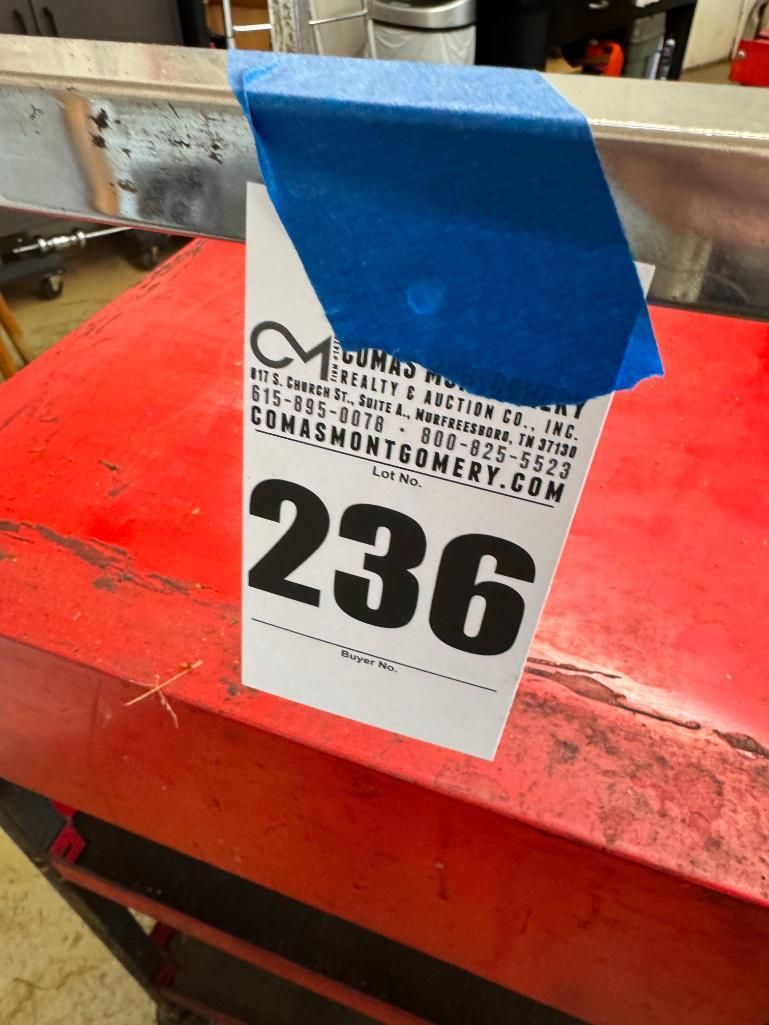 CM
COMAS
REALTY & AUCTION CO., INC.
817 S. CHURCH ST., SUITE A., MURFREESBORO, TN 37130
615-895-0078 • 800-825-5523
COMASMONTGOMERY.COM
Lot No.
236
Buyer No.